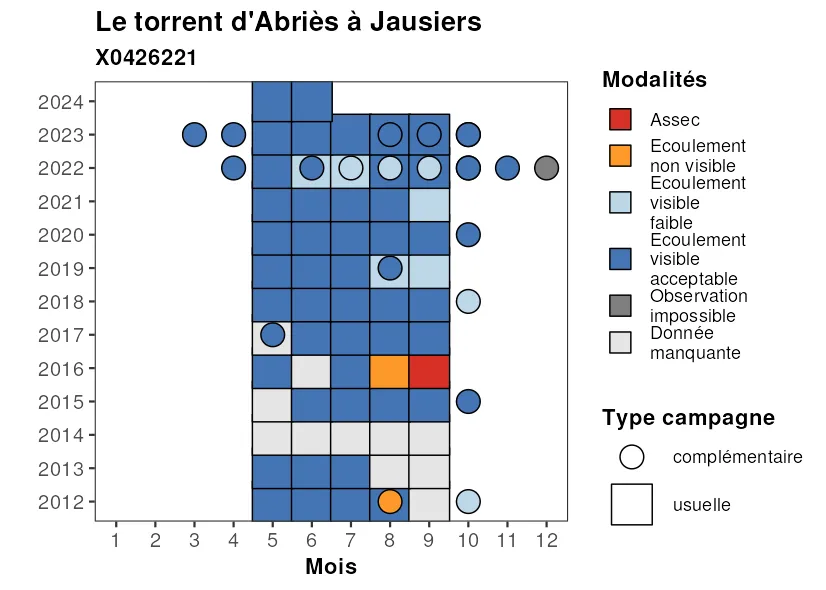 Le torrent d'Abriès à Jausiers
X0426221
2024
2023
2022
2021
2020
2019
2018
2017
2016
2015
2014
2013
2012
1 2 3 4 5 6 7 8 9 10 11 12
Mois
Modalités
Assec
Ecoulement
non visible
Ecoulement
visible
faible
Ecoulement
visible
acceptable
Observation
impossible
Donnée
manquante
Type campagne
complémentaire
usuelle